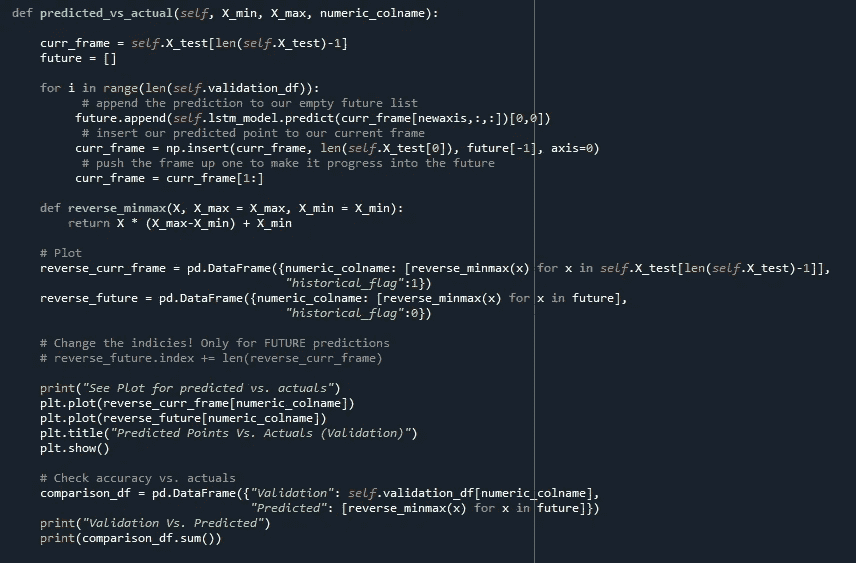 def predicted_vs_actual(self, X_min, X_max, numeric_colname):
curr_frame = self.X_test[len(self.X_test)-1]
future = []
for i in range(len(self.validation_df)):
# append the prediction to our empty future list
future.append(self.lstm_model.predict(curr_frame[newaxis,:,:])[0,0])
# insert our predicted point to our current frame
curr_frame = np.insert(curr_frame, len(self.X_test[0]), future[-1], axis=0)
# push the frame up one to make it progress into the future
curr_frame = curr_frame[1:]
def reverse_minmax(X, X_max = X_max, X_min = X_min):
return X * (X_max-X_min) + X_min
# Plot
reverse_curr_frame = pd.DataFrame({numeric_colname: [reverse_minmax(x) for x in self.X_test[len(self.X_test)-1]],
"historical_flag":1})
reverse_future = pd.DataFrame({numeric_colname: [reverse_minmax(x) for x in future],
"historical_flag":0})
# Change the indicies! Only for FUTURE predictions
# reverse_future.index += len(reverse_curr_frame)
print("See Plot for predicted vs. actuals")
plt.plot(reverse_curr_frame[numeric_colname])
plt.plot(reverse_future[numeric_colname])
plt.title("Predicted Points Vs. Actuals (Validation)")
plt.show()
# Check accuracy vs. actuals
comparison_df = pd.DataFrame({"Validation": self.validation_df[numeric_colname],
"Predicted": [reverse_minmax(x) for x in future]})
print("Validation Vs. Predicted")
print(comparison_df.sum())